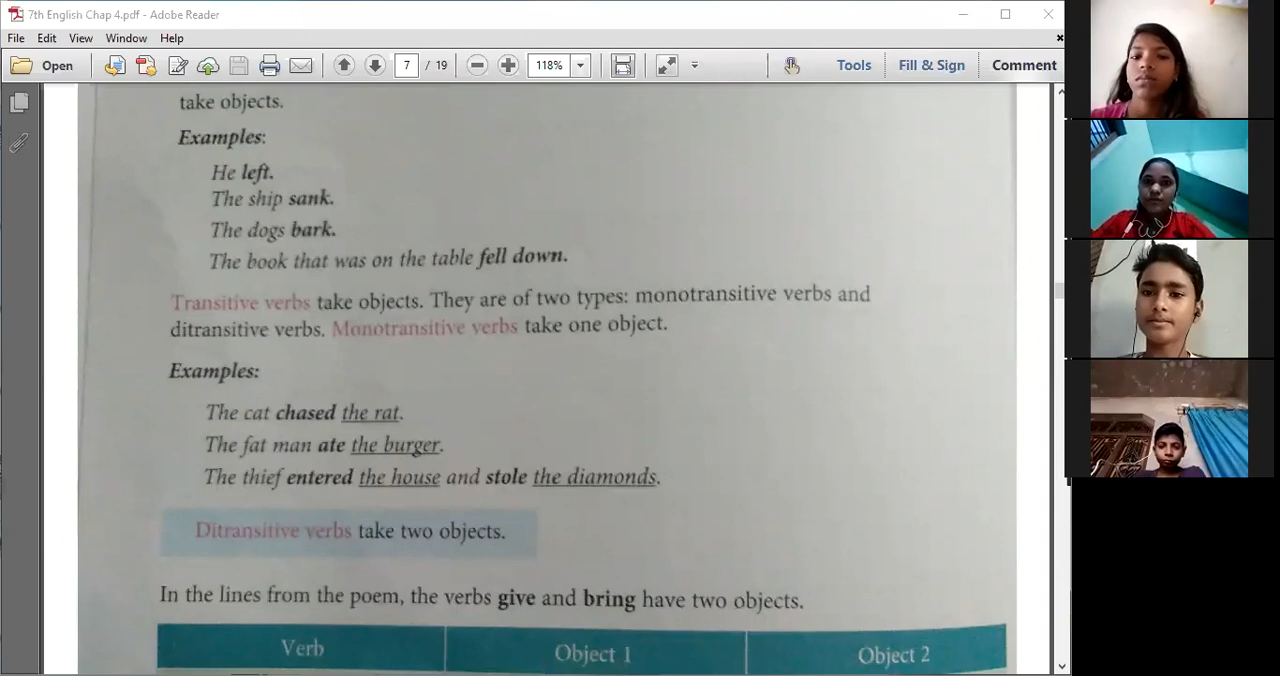 7th English Chap 4.pdf - Adobe Reader
File Edit View Window Help
Open 7 / 19 118% Tools Fill & Sign Comment
take objects.
Examples:
He left.
The ship sank.
The dogs bark.
The book that was on the table fell down.
Transitive verbs take objects. They are of two types: monotransitive verbs and
ditransitive verbs. Monotransitive verbs take one object.
Examples:
The cat chased the rat.
The fat man ate the burger.
The thief entered the house and stole the diamonds.
Ditransitive verbs take two objects.
In the lines from the poem, the verbs give and bring have two objects.
Verb Object 1 Object 2